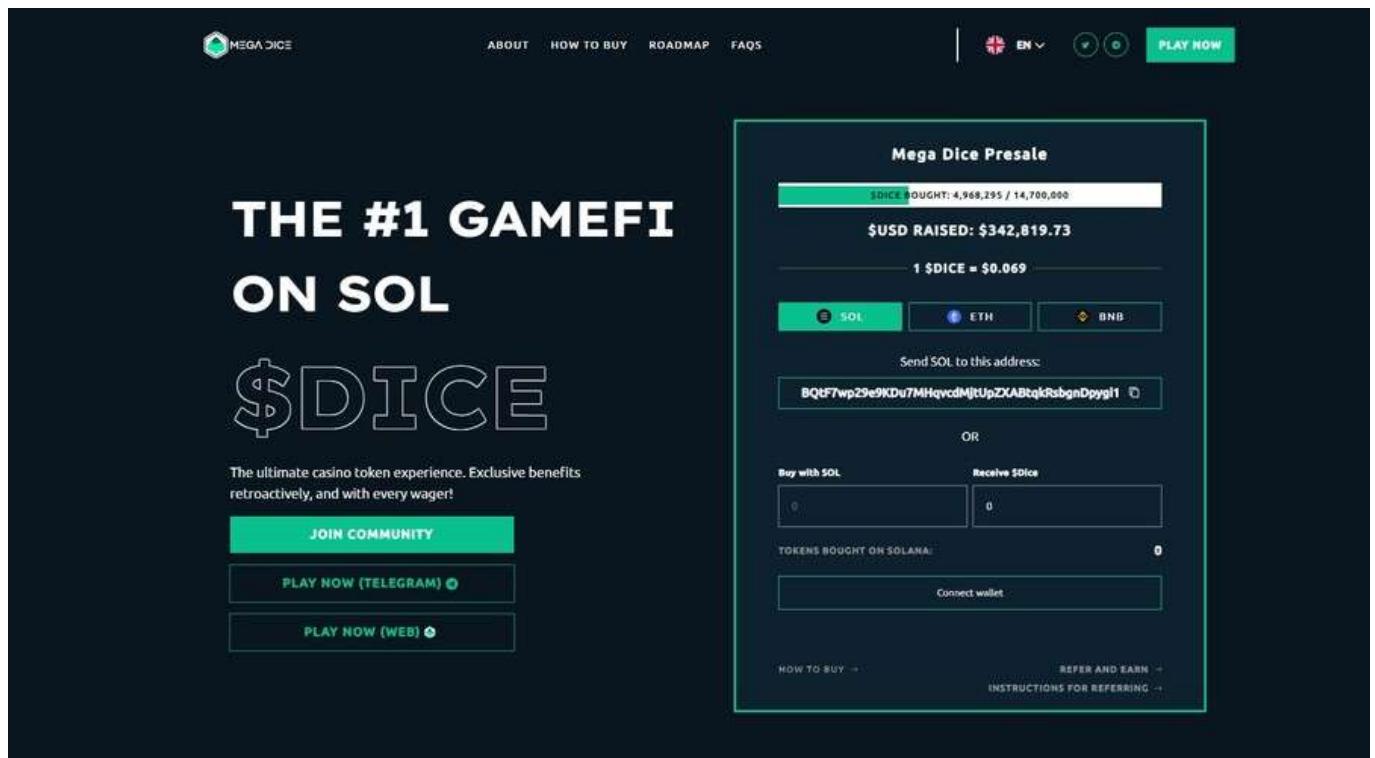 MEGA DICE
ABOUT HOW TO BUY ROADMAP FAQS
EN
PLAY NOW
THE #1 GAMEFI
ON SOL
$DICE
The ultimate casino token experience. Exclusive benefits
retroactively, and with every wager!
JOIN COMMUNITY
PLAY NOW (TELEGRAM)
PLAY NOW (WEB)
Mega Dice Presale
$DICE BOUGHT: 4,968,295 / 14,700,000
$USD RAISED: $342,819.73
1 $DICE = $0.069
SOL ETH BNB
Send SOL to this address:
BQtF7wp29e9KDu7MHqvcdMjtUpZXABtqkRsbgnDpygi1
OR
Buy with SOL Receive $Dice
0 0
TOKENS BOUGHT ON SOLANA: 0
Connect wallet
HOW TO BUY → REFER AND EARN →
INSTRUCTIONS FOR REFERRING →